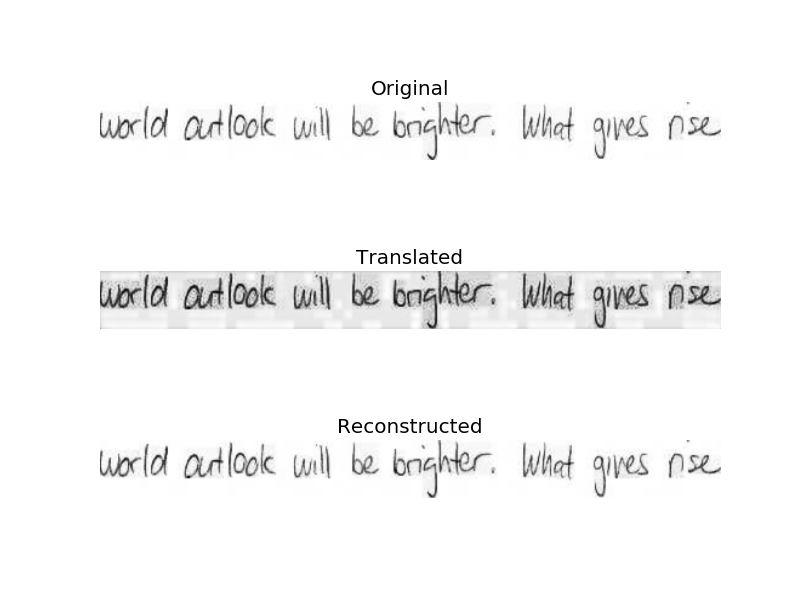 Original
world outlook will be brighter. What gives rise
Translated
world outlook will be brighter. What gives rise
Reconstructed
world outlook will be brighter. What gives rise